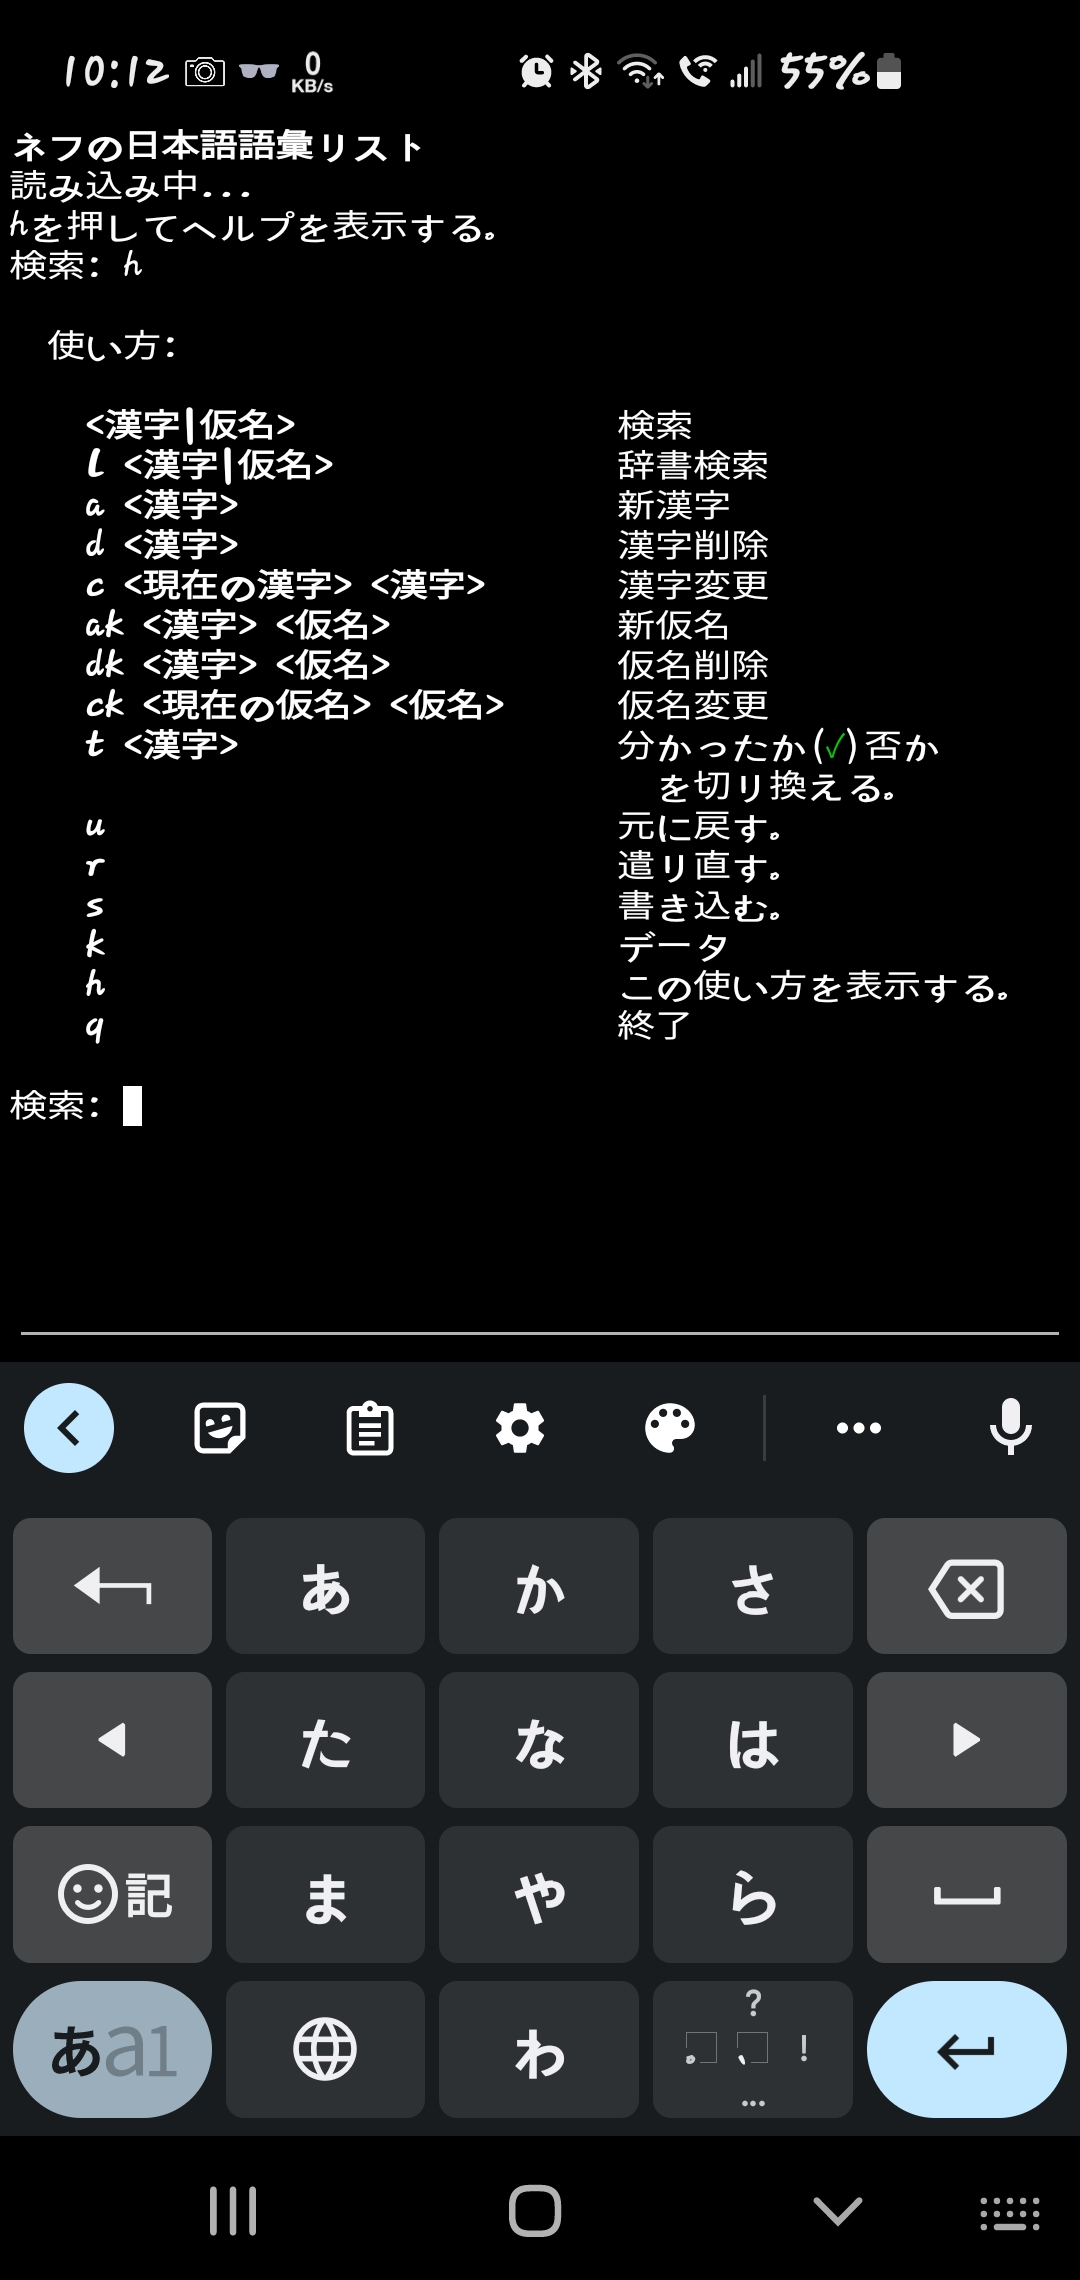 10:12 0 KB/s 55%
ネフの日本語語彙リスト
読み込み中...
hを押してヘルプを表示する。
検索: h
使い方:
<漢字|仮名> 検索
l <漢字|仮名> 辞書検索
a <漢字> 新漢字
d <漢字> 漢字削除
c <現在の漢字> <漢字> 漢字変更
ak <漢字> <仮名> 新仮名
dk <漢字> <仮名> 仮名削除
ck <現在の仮名> <仮名> 仮名変更
t <漢字> 分かったか(✓)否か
を切り換える。
u 元に戻す。
r 遣り直す。
s 書き込む。
k データ
h この使い方を表示する。
q 終了
検索:
あ か さ
た な は
記 ま や ら
?
あa1 わ 。 、 !
...